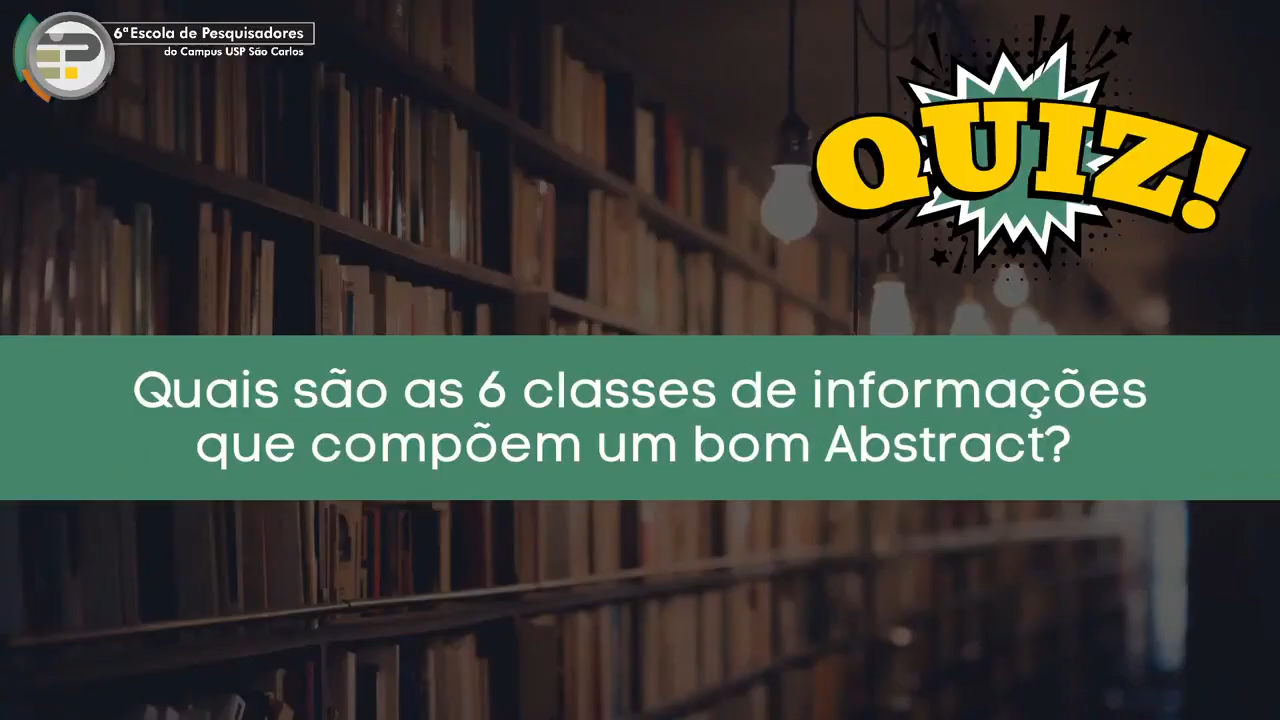 6ª Escola de Pesquisadores
do Campus USP São Carlos
QUIZ!
Quais são as 6 classes de informações
que compõem um bom Abstract?